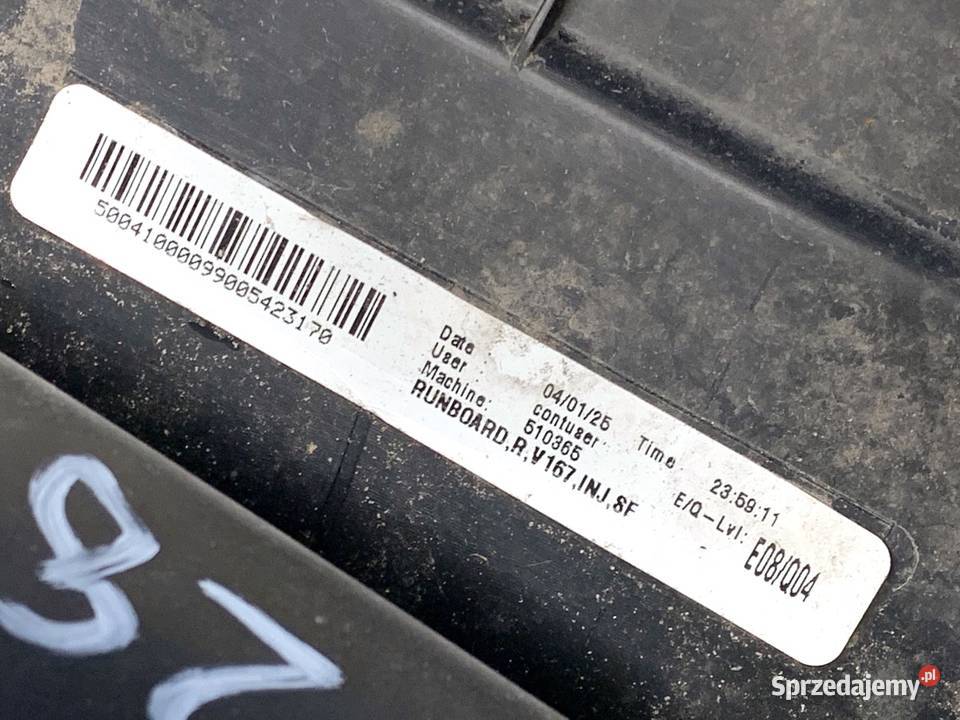 50041000099005423170
Date : 04/01/25 Time 23:59:11
User contuser: E/Q-Lvl: E08/Q04
Machine: 510365
RUNBOARD,R,V167,INJ,SF
Sprzedajemy.pl